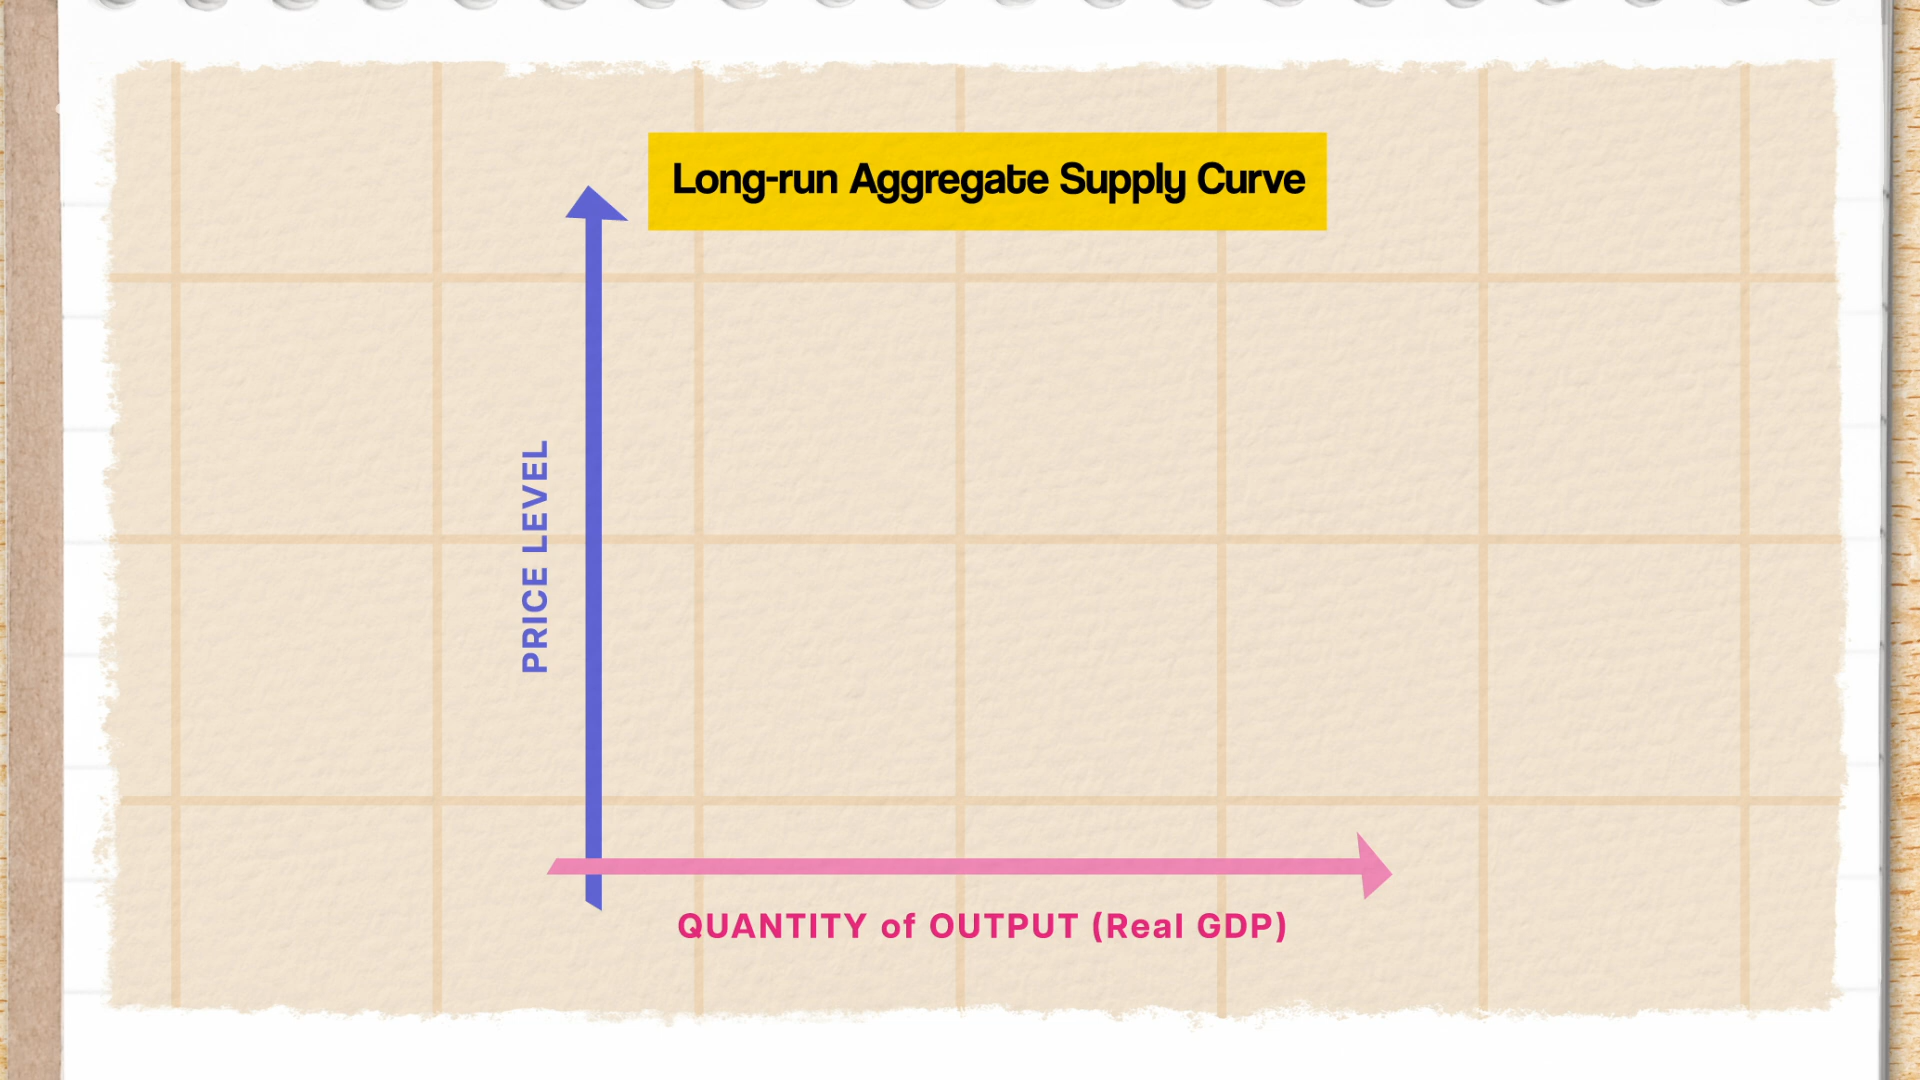 Long-run Aggregate Supply Curve
PRICE LEVEL
QUANTITY of OUTPUT (Real GDP)